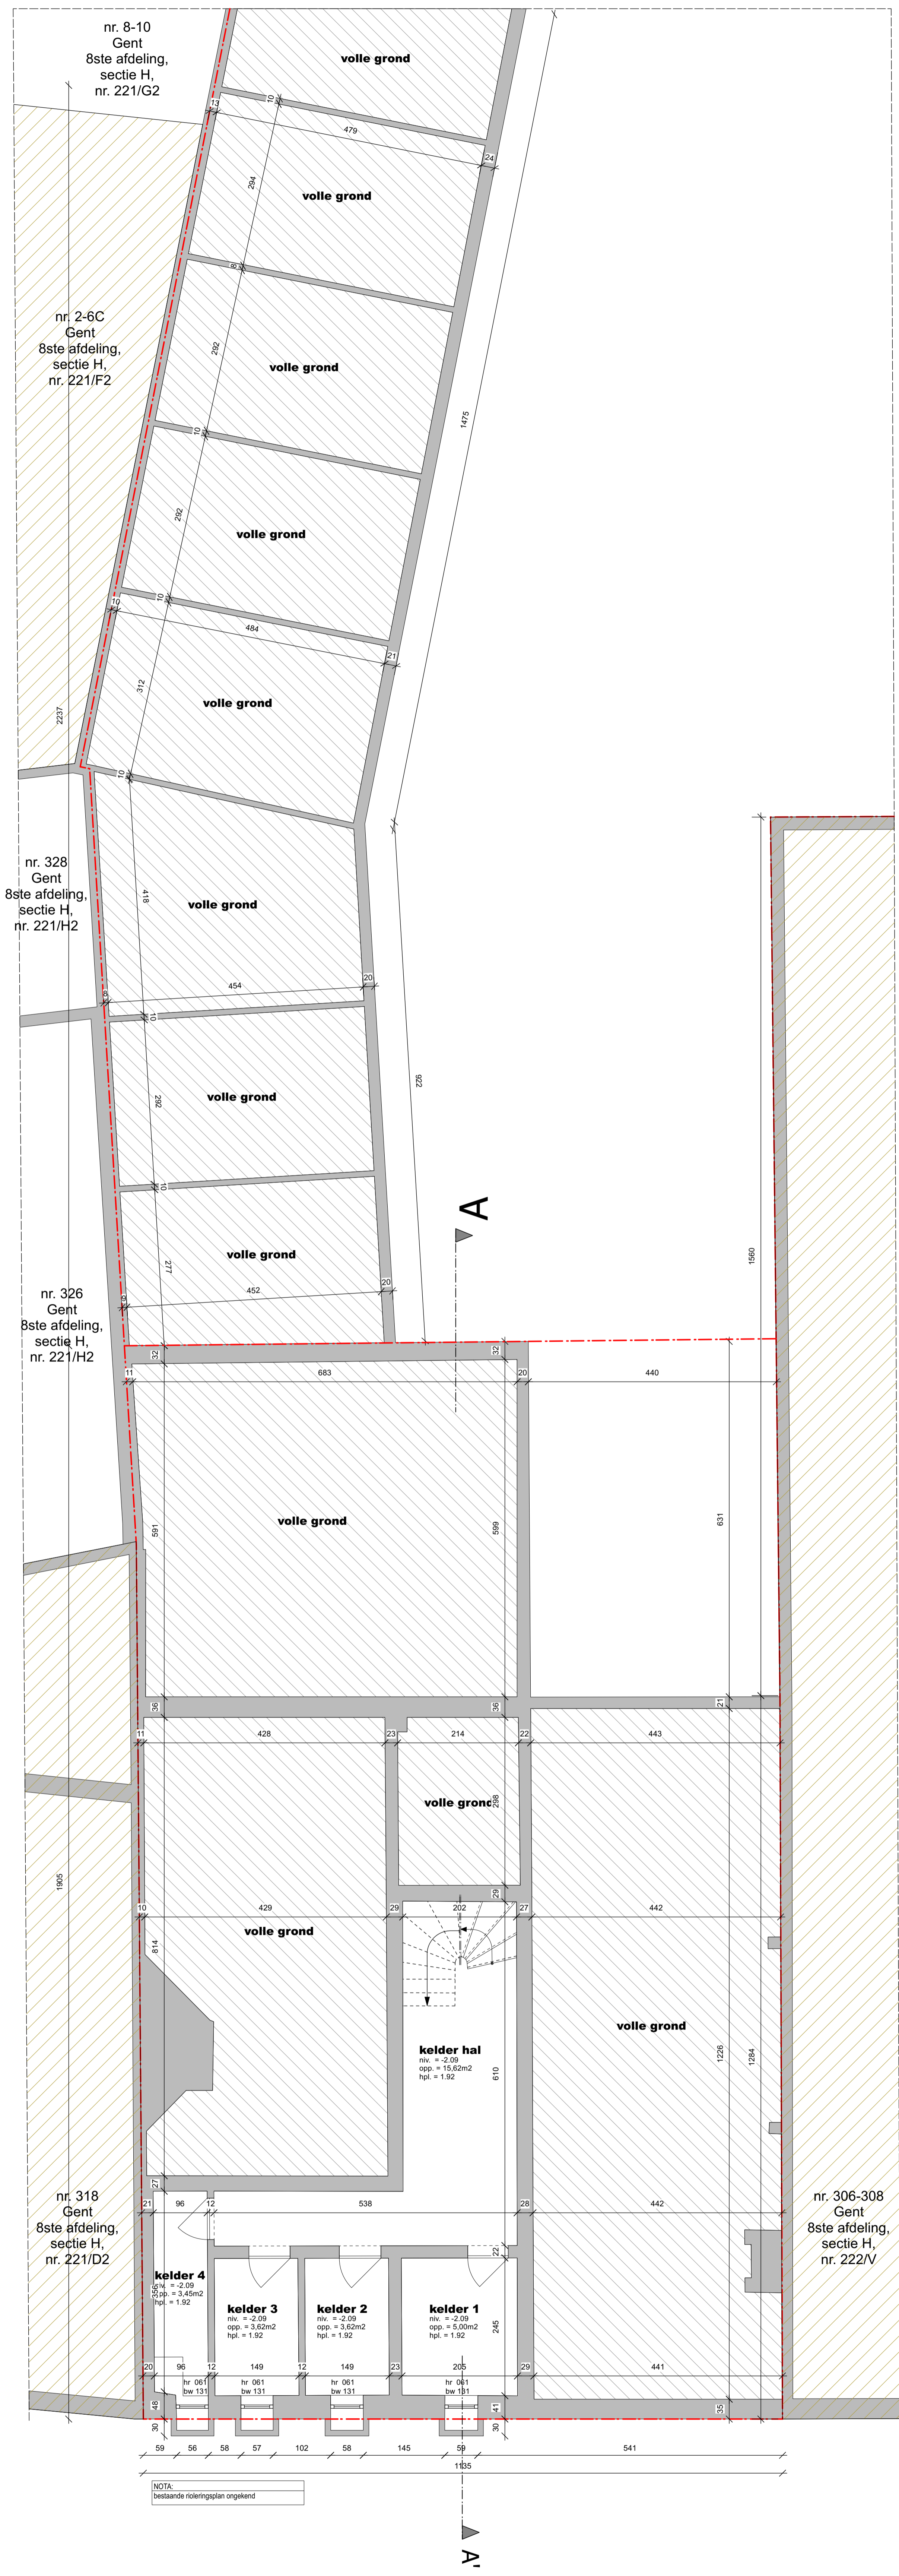 nr. 8-10
Gent
8ste afdeling,
sectie H,
nr. 221/G2
volle grond
10
13
479
24
294
volle grond
8
nr. 2-6C
Gent
8ste afdeling,
sectie H,
nr. 221/F2
292
volle grond
1475
10
292
volle grond
10
10
484
21
312
volle grond
2237
10
nr. 328
Gent
8ste afdeling,
sectie H,
nr. 221/H2
418
volle grond
454
20
8
10
922
292
volle grond
10
A
277
volle grond
1560
452
20
9
nr. 326
Gent
8ste afdeling,
sectie H,
nr. 221/H2
32
32
11
683
20
440
591
volle grond
599
631
36
36
21
11
428
23
214
22
443
volle grond
298
1905
29
10
429
29
202
27
442
volle grond
814
volle grond
kelder hal
niv. = -2.09
opp. = 15,62m2
hpl. = 1.92
610
1226
1284
27
21
96
12
538
28
442
nr. 318
Gent
8ste afdeling,
sectie H,
nr. 221/D2
nr. 306-308
Gent
8ste afdeling,
sectie H,
nr. 222/V
22
kelder 4
niv. = -2.09
opp. = 3,45m2
hpl. = 1.92
356
kelder 3
niv. = -2.09
opp. = 3,62m2
hpl. = 1.92
kelder 2
niv. = -2.09
opp. = 3,62m2
hpl. = 1.92
kelder 1
niv. = -2.09
opp. = 5,00m2
hpl. = 1.92
245
20
96
12
149
12
149
23
205
29
441
hr 061
bw 131
hr 061
bw 131
hr 061
bw 131
hr 061
bw 131
48
41
35
30
30
59
56
58
57
102
58
145
59
541
1135
NOTA:
bestaande rioleringsplan ongekend
A'